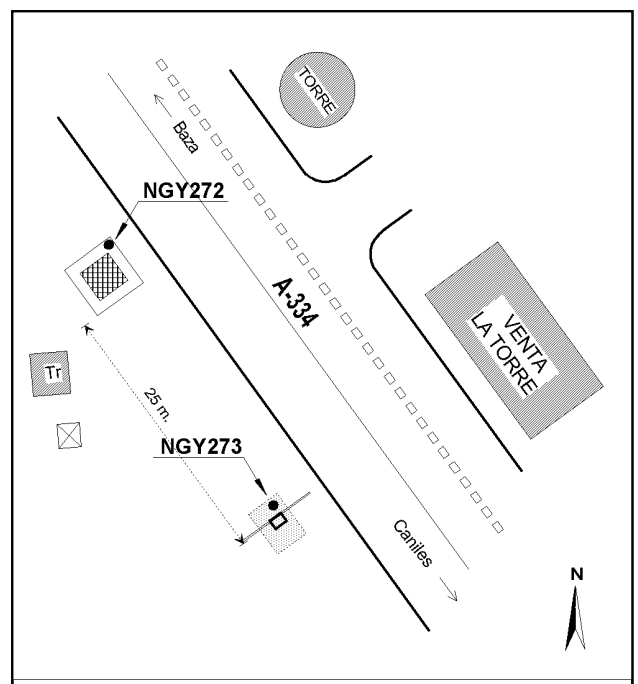 TORRE
Baza
NGY272
A-334
VENTA
LA TORRE
Tr
25 m.
NGY273
Caniles
N